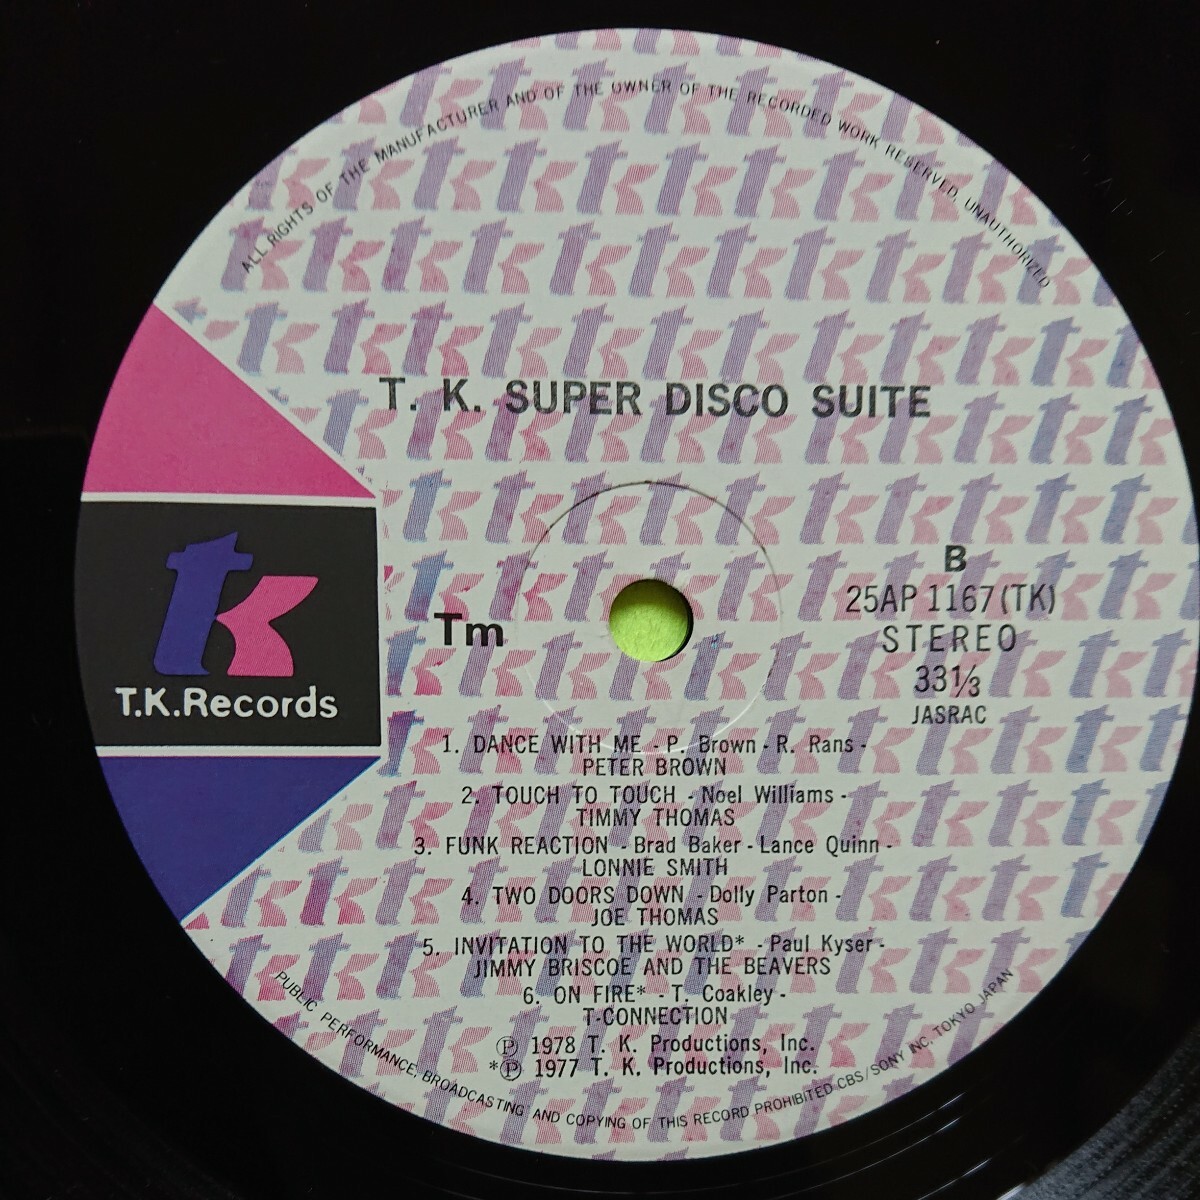 ALL RIGHTS OF THE MANUFACTURER AND OF THE OWNER OF THE RECORDED WORK RESERVED. UNAUTHORIZED
T. K. SUPER DISCO SUITE
tk
T.K.Records
Tm
B
25AP 1167(TK)
STEREO
33⅓
JASRAC
1. DANCE WITH ME - P. Brown - R. Rans -
PETER BROWN
2. TOUCH TO TOUCH - Noel Williams -
TIMMY THOMAS
3. FUNK REACTION - Brad Baker - Lance Quinn -
LONNIE SMITH
4. TWO DOORS DOWN - Dolly Parton -
JOE THOMAS
5. INVITATION TO THE WORLD* - Paul Kyser -
JIMMY BRISCOE AND THE BEAVERS
6. ON FIRE* - T. Coakley -
T-CONNECTION
℗ 1978 T. K. Productions, Inc.
*℗ 1977 T. K. Productions, Inc.
PUBLIC PERFORMANCE, BROADCASTING AND COPYING OF THIS RECORD PROHIBITED. CBS/SONY INC. TOKYO JAPAN